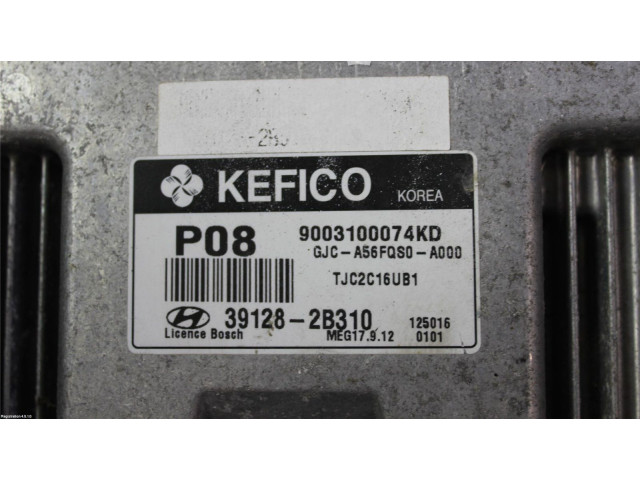 KEFICO KOREA
P08 9003100074KD
GJC-A56FQS0-A000
TJC2C16UB1
39128-2B310 125016
Licence Bosch MEG17.9.12 0101